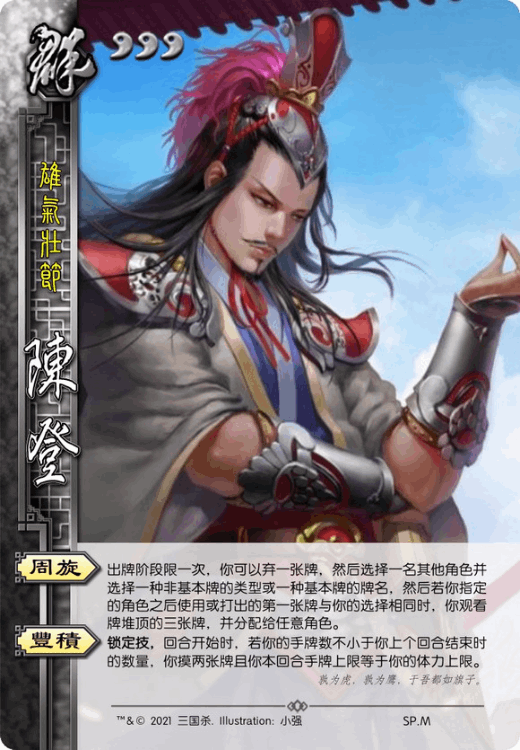 群
雄氣壯節
陳登
周旋
出牌阶段限一次，你可以弃一张牌，然后选择一名其他角色并
选择一种非基本牌的类型或一种基本牌的牌名，然后若你指定
的角色之后使用或打出的第一张牌与你的选择相同时，你观看
牌堆顶的三张牌，并分配给任意角色。
豐積
锁定技，回合开始时，若你的手牌数不小于你上个回合结束时
的数量，你摸两张牌且你本回合手牌上限等于你的体力上限。
孰为虎，孰为鹰，于吾都如缤子。
™&© 2021 三国杀. Illustration: 小强
SP.M